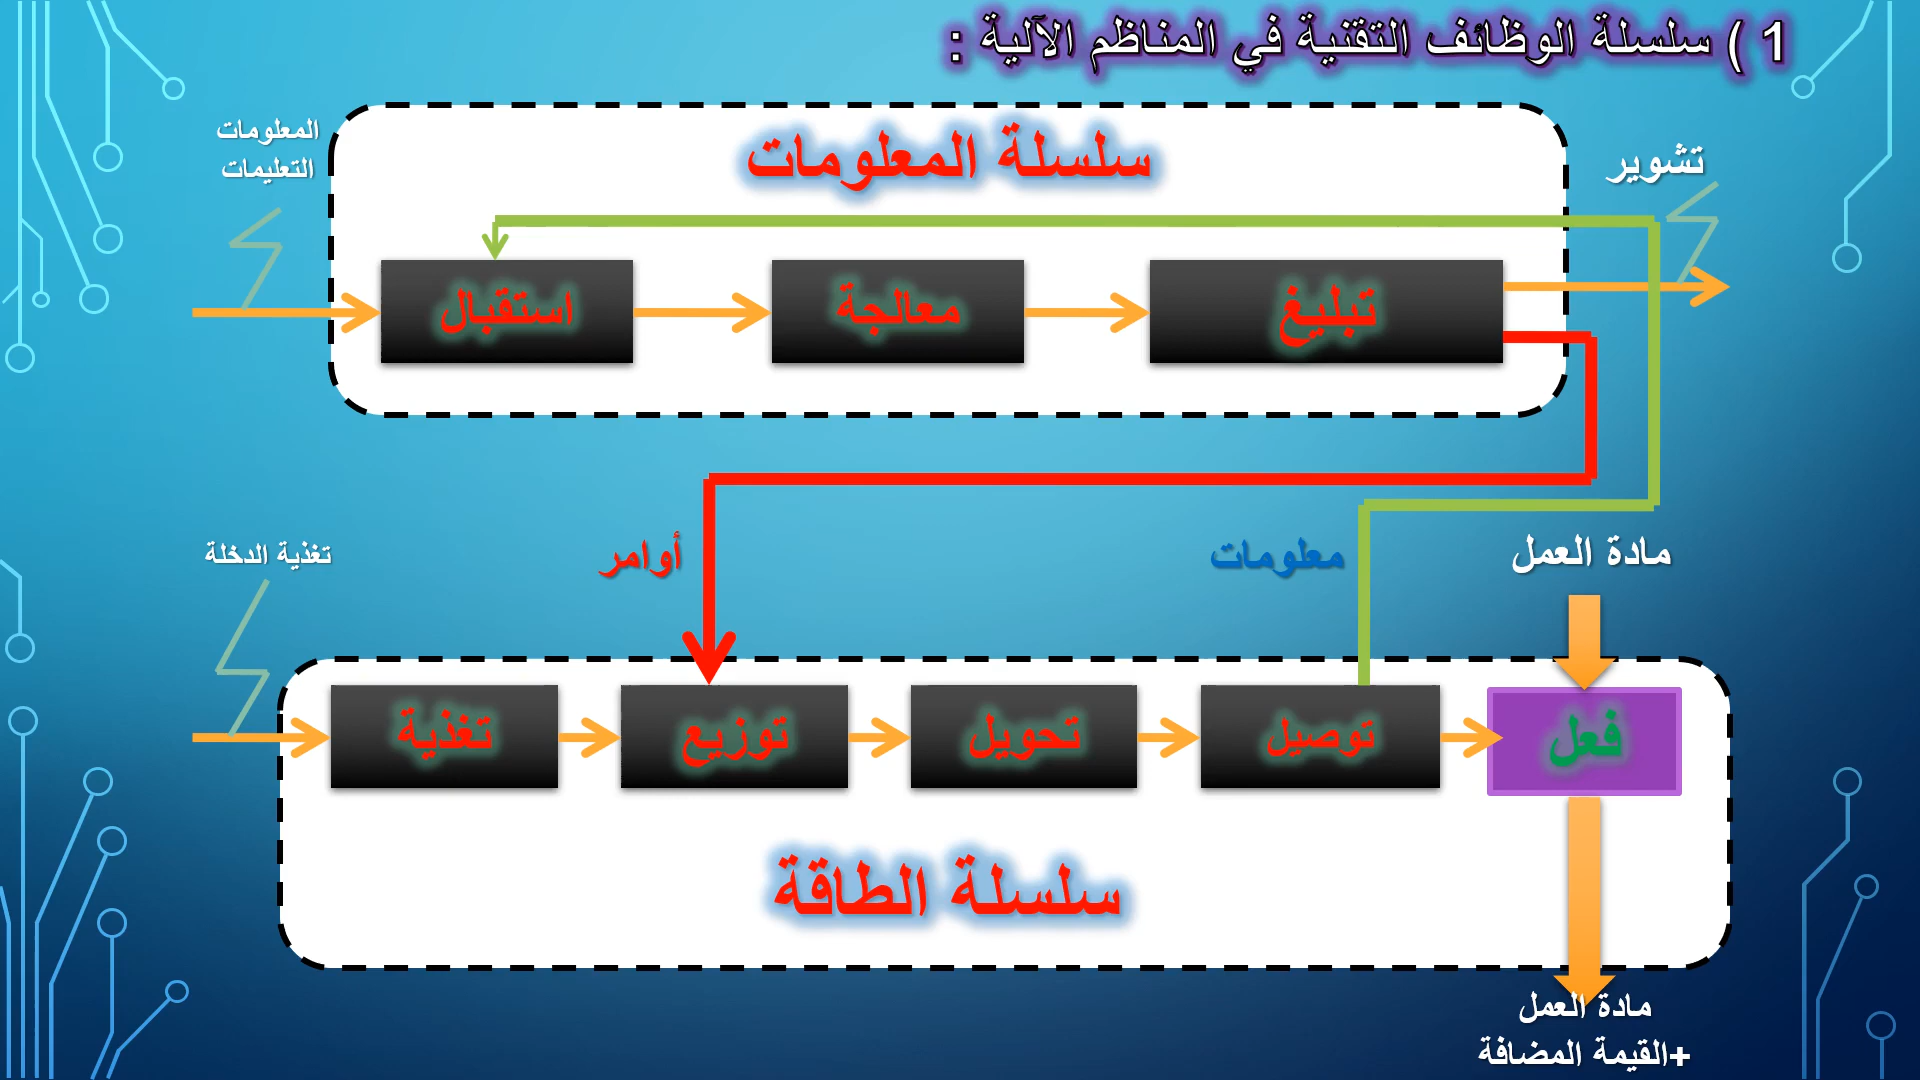 1 ) سلسلة الوظائف التقنية في المناظم الآلية :
المعلومات
التعليمات
سلسلة المعلومات
تشوير
استقبال
معالجة
تبليغ
تغذية الدخلة
أوامر
معلومات
مادة العمل
تغذية
توزيع
تحويل
توصيل
فعل
سلسلة الطاقة
مادة العمل
+القيمة المضافة